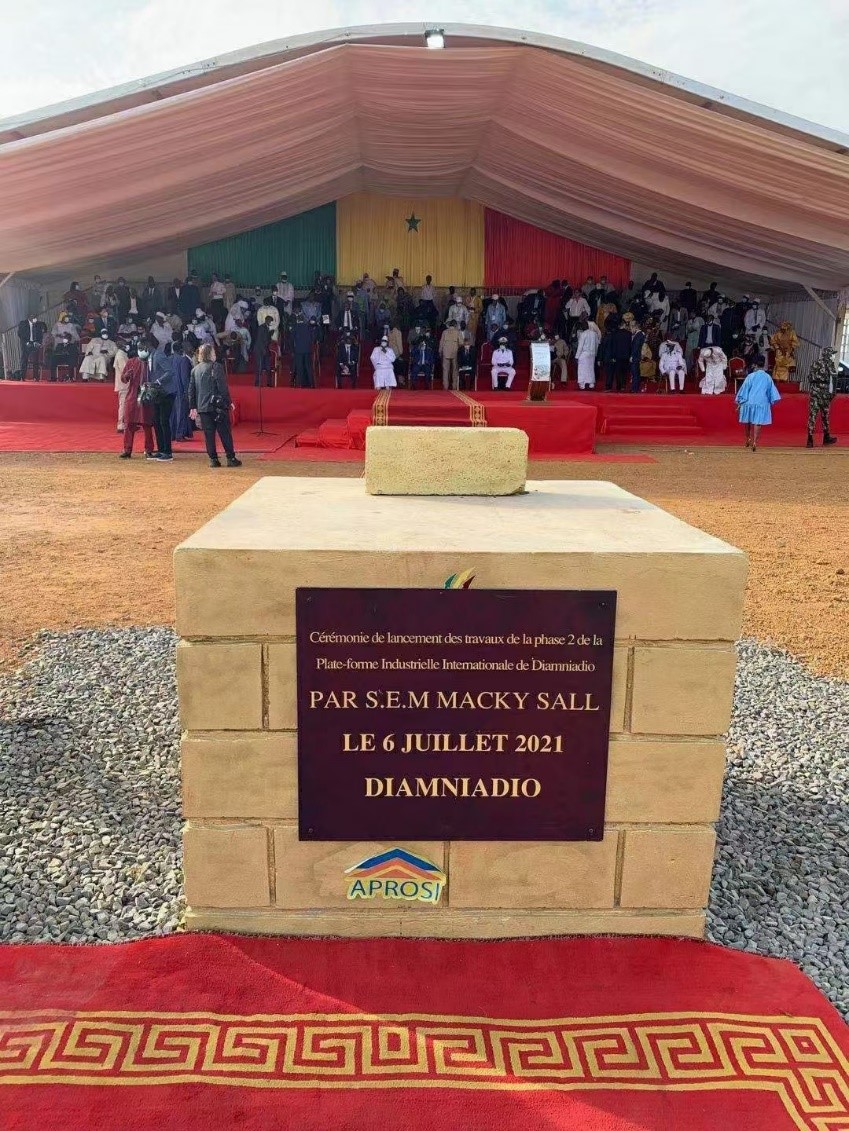 Cérémonie de lancement des travaux de la phase 2 de la
Plate-forme Industrielle Internationale de Diamniadio
PAR S.E.M MACKY SALL
LE 6 JUILLET 2021
DIAMNIADIO
APROSI